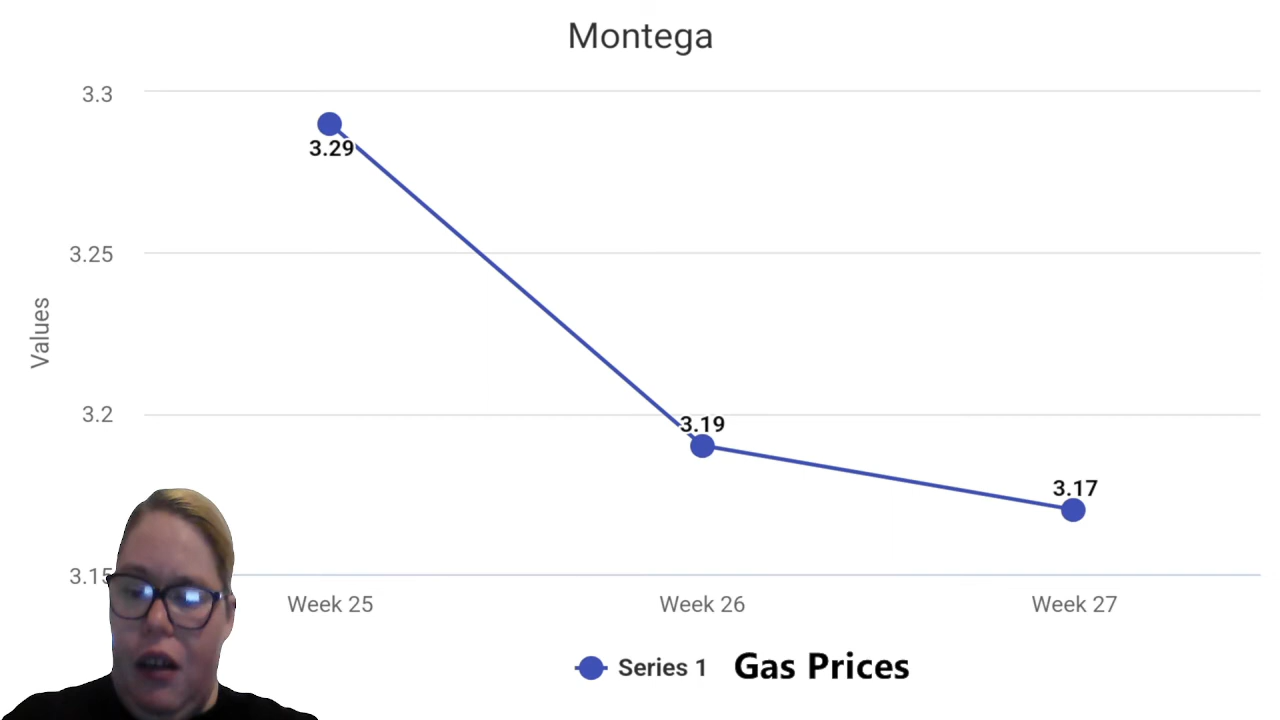 Montega
3.3
3.29
3.25
Values
3.2
3.19
3.17
3.15
Week 25 Week 26 Week 27
Series 1 Gas Prices